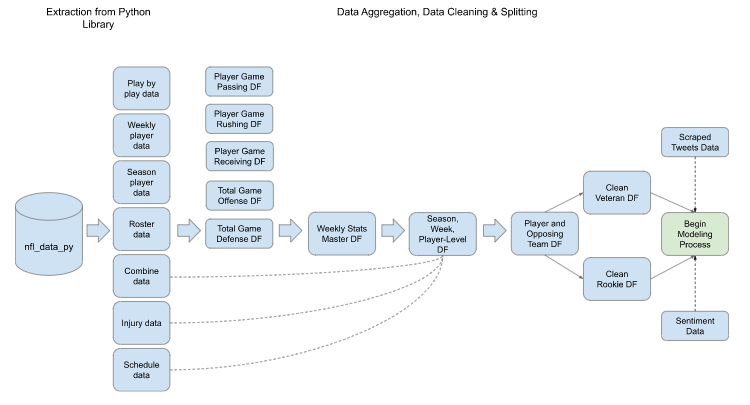 Extraction from Python
Library
Data Aggregation, Data Cleaning & Splitting
nfl_data_py
Play by
play data
Weekly
player
data
Season
player
data
Roster
data
Combine
data
Injury data
Schedule
data
Player Game
Passing DF
Player Game
Rushing DF
Player Game
Receiving DF
Total Game
Offense DF
Total Game
Defense DF
Weekly Stats
Master DF
Season,
Week,
Player-Level
DF
Player and
Opposing
Team DF
Clean
Veteran DF
Clean
Rookie DF
Scraped
Tweets Data
Begin
Modeling
Process
Sentiment
Data